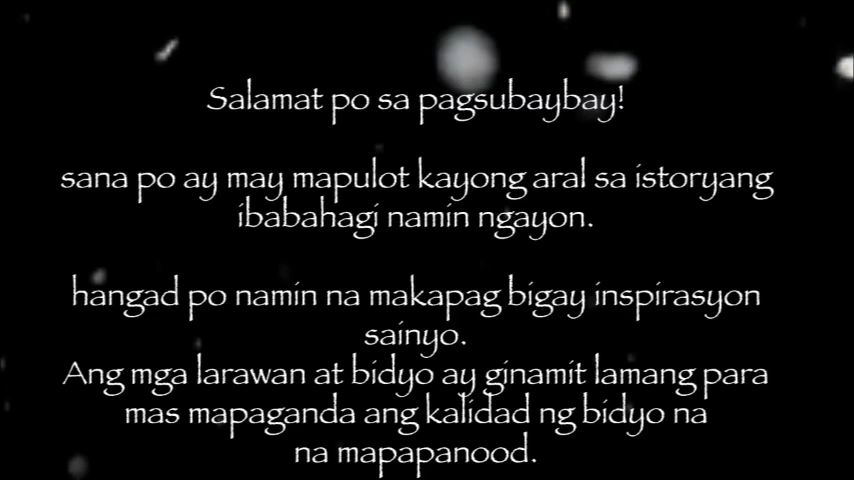 Salamat po sa pagsubaybay!
sana po ay may mapulot kayong aral sa istoryang
ibabahagi namin ngayon.
hangad po namin na makapag bigay inspirasyon
sainyo.
Ang mga larawan at bidyo ay ginamit lamang para
mas mapaganda ang kalidad ng bidyo na
na mapapanood.